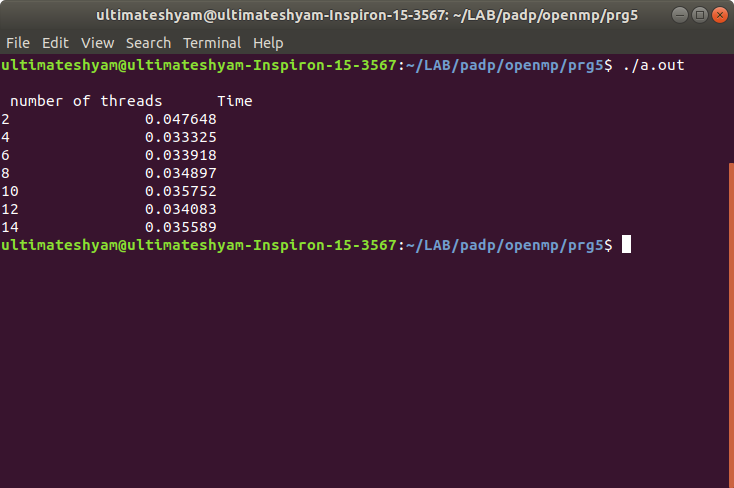 ultimateshyam@ultimateshyam-Inspiron-15-3567: ~/LAB/padp/openmp/prg5
File Edit View Search Terminal Help
ultimateshyam@ultimateshyam-Inspiron-15-3567:~/LAB/padp/openmp/prg5$ ./a.out
number of threads Time
2 0.047648
4 0.033325
6 0.033918
8 0.034897
10 0.035752
12 0.034083
14 0.035589
ultimateshyam@ultimateshyam-Inspiron-15-3567:~/LAB/padp/openmp/prg5$